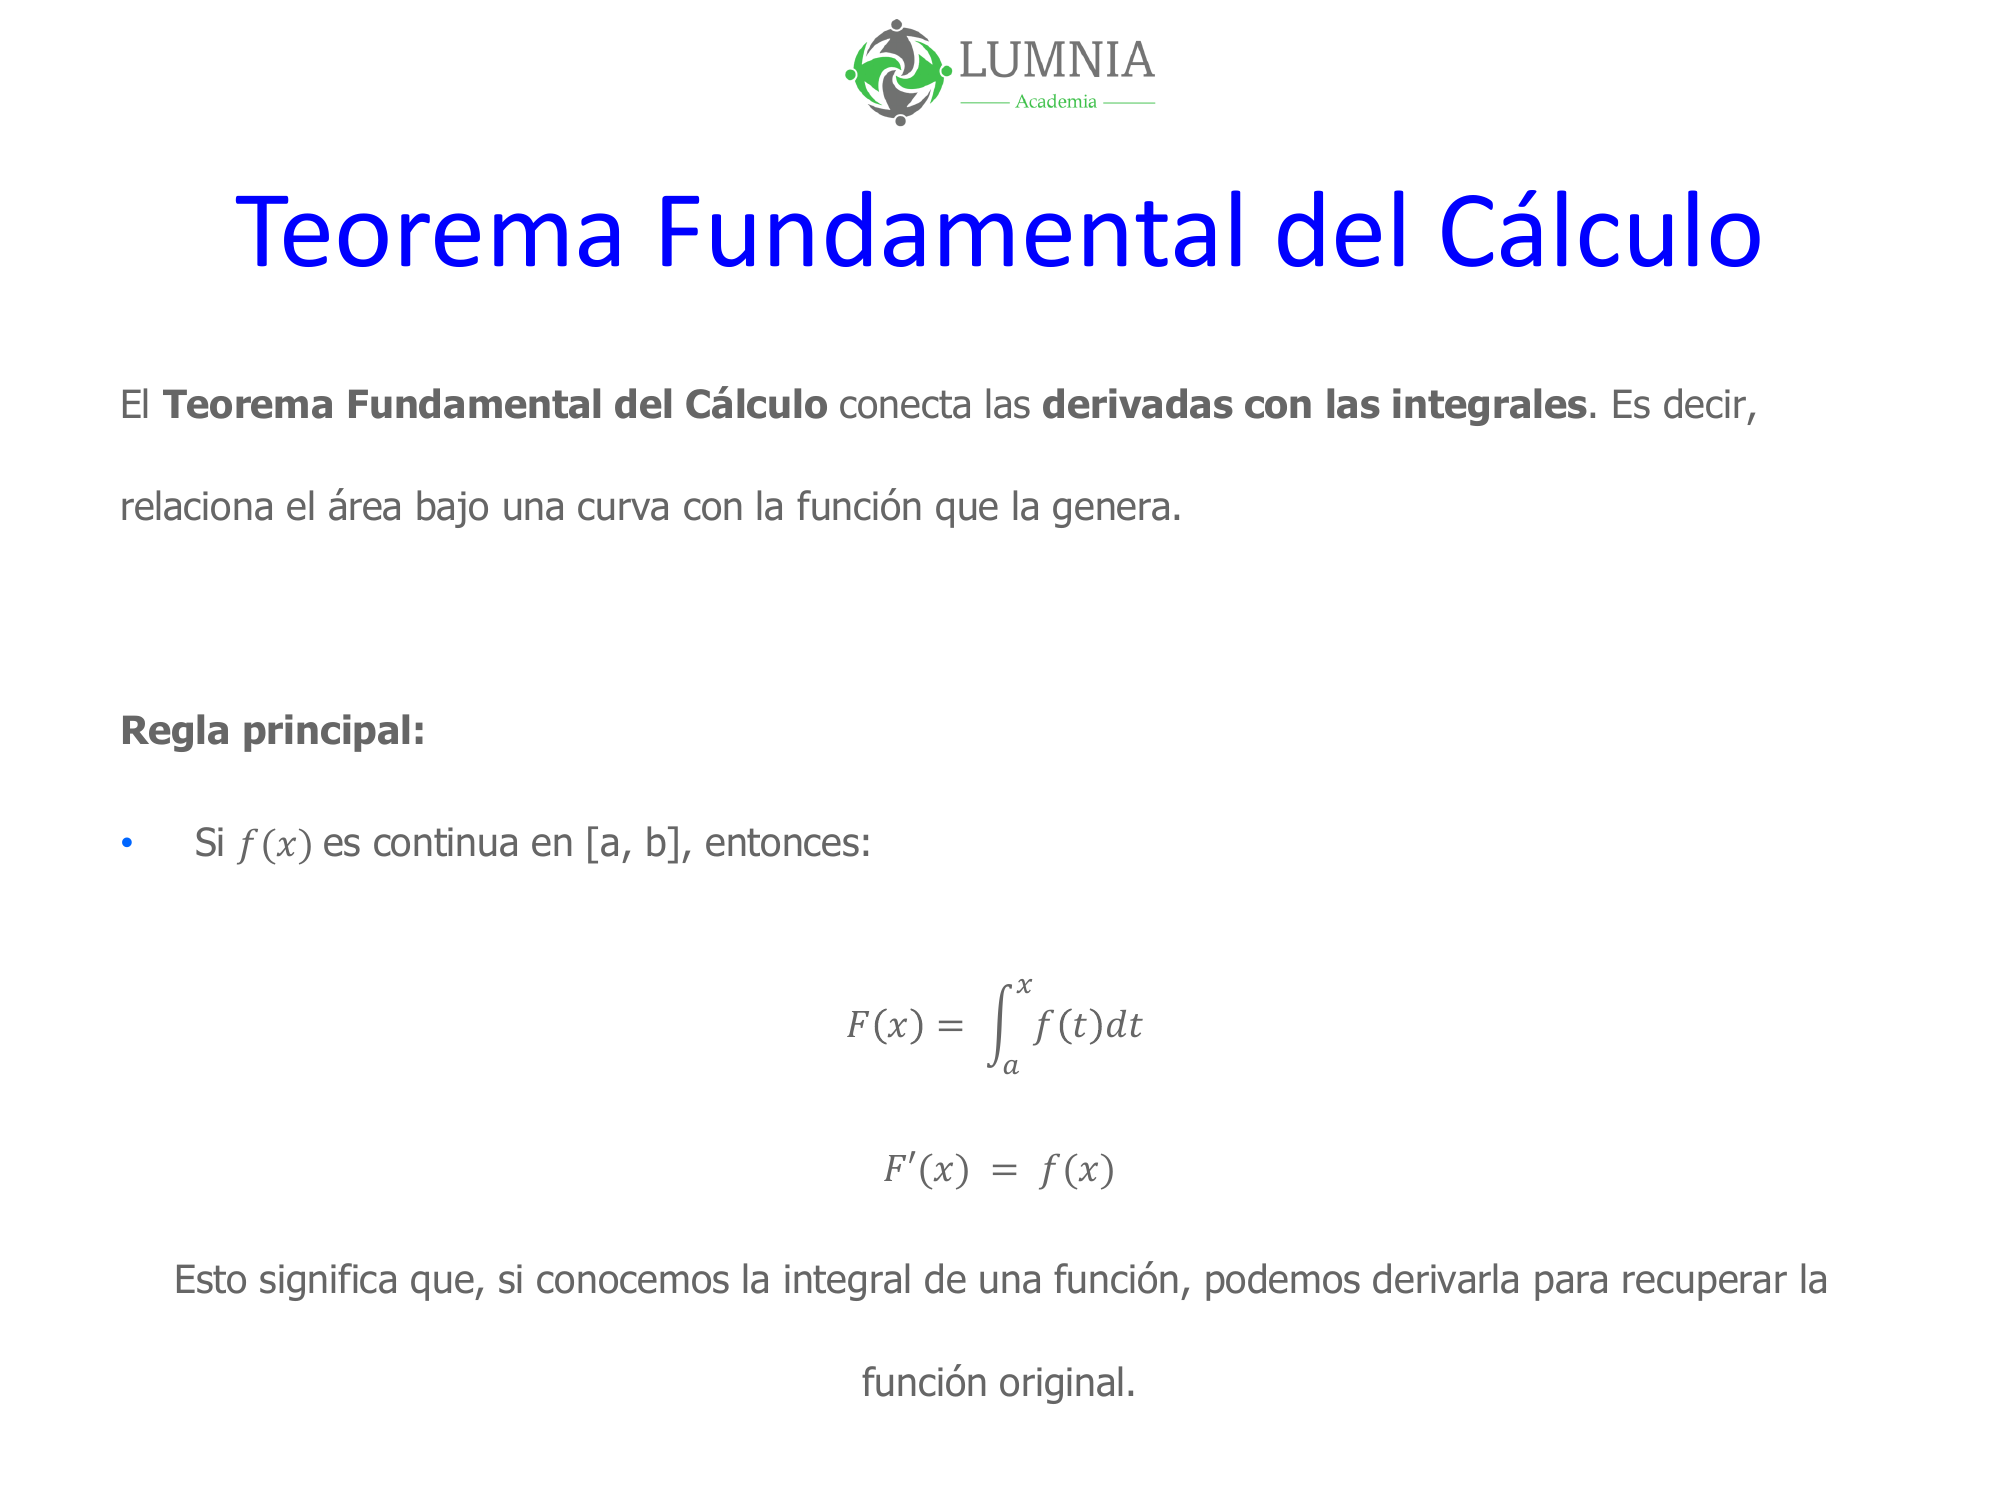 LUMNIA
Academia
Teorema Fundamental del Cálculo
El Teorema Fundamental del Cálculo conecta las derivadas con las integrales. Es decir,
relaciona el área bajo una curva con la función que la genera.
Regla principal:
• Si f(x) es continua en [a, b], entonces:
F(x) = ∫_a^x f(t)dt
F′(x) = f(x)
Esto significa que, si conocemos la integral de una función, podemos derivarla para recuperar la
función original.